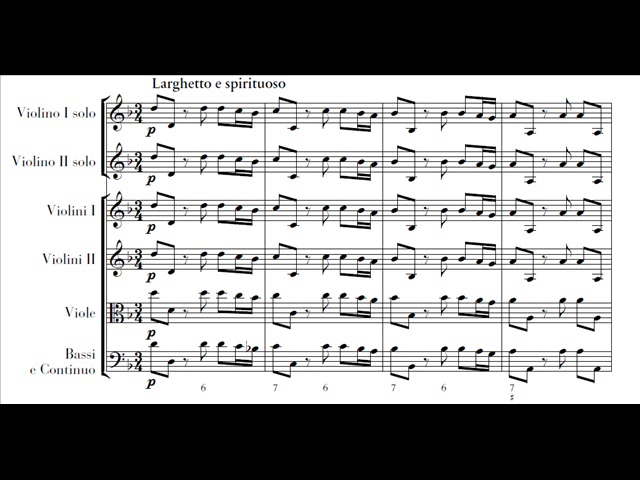 Larghetto e spirituoso
Violino I solo
p
Violino II solo
p
Violini I
p
Violini II
p
Viole
p
Bassi
e Continuo
p
6 7 6 7 6 7
♯